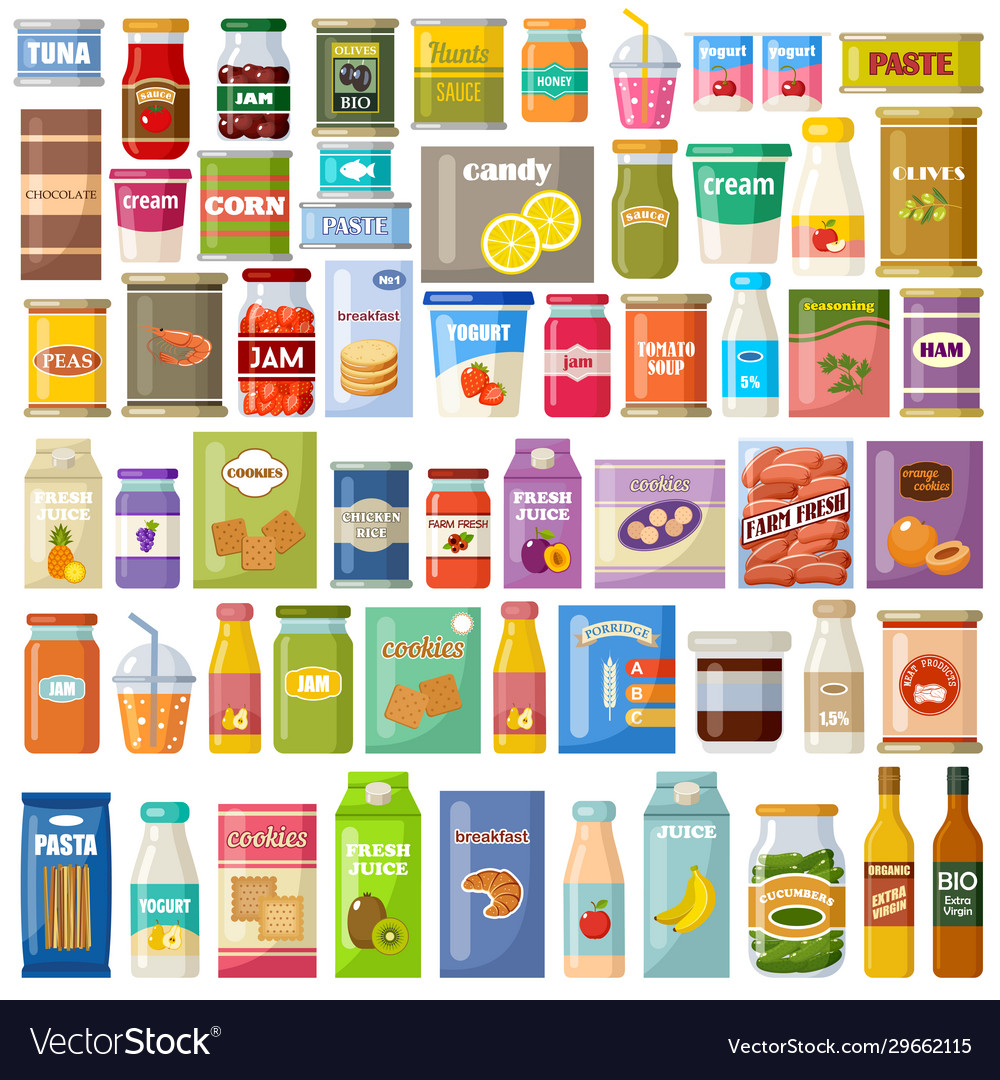 TUNA
sauce
JAM
OLIVES
BIO
Hunts
SAUCE
HONEY
yogurt
yogurt
PASTE
CHOCOLATE
cream
CORN
PASTE
candy
sauce
cream
OLIVES
PEAS
JAM
№1
breakfast
YOGURT
jam
TOMATO
SOUP
5%
seasoning
HAM
FRESH
JUICE
COOKIES
CHICKEN
RICE
FARM FRESH
FRESH
JUICE
cookies
FARM FRESH
orange
cookies
JAM
JAM
cookies
PORRIDGE
A
B
C
1,5%
MEAT PRODUCTS
PASTA
YOGURT
cookies
FRESH
JUICE
breakfast
JUICE
CUCUMBERS
ORGANIC
EXTRA
VIRGIN
BIO
Extra
Virgin
VectorStock®
VectorStock.com/29662115